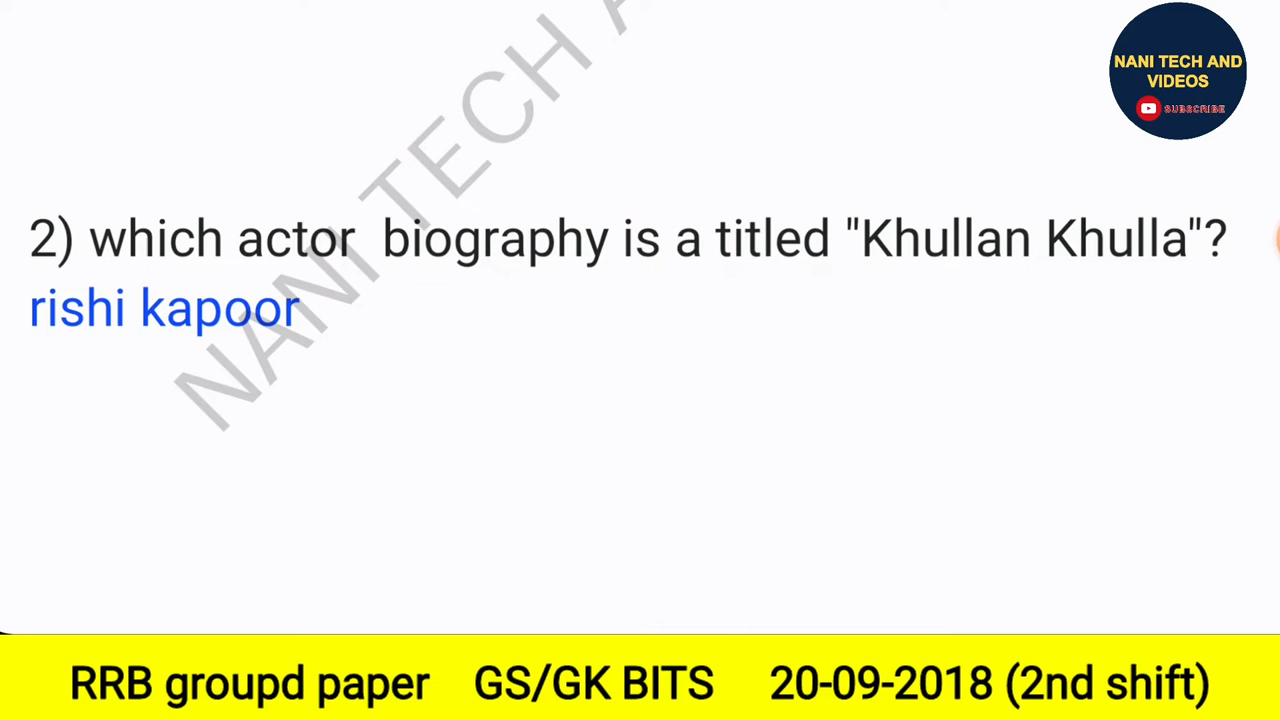 NANI TECH AND
VIDEOS
SUBSCRIBE
NANI TECH A
2) which actor  biography is a titled "Khullan Khulla"?
rishi kapoor
RRB groupd paper    GS/GK BITS    20-09-2018 (2nd shift)